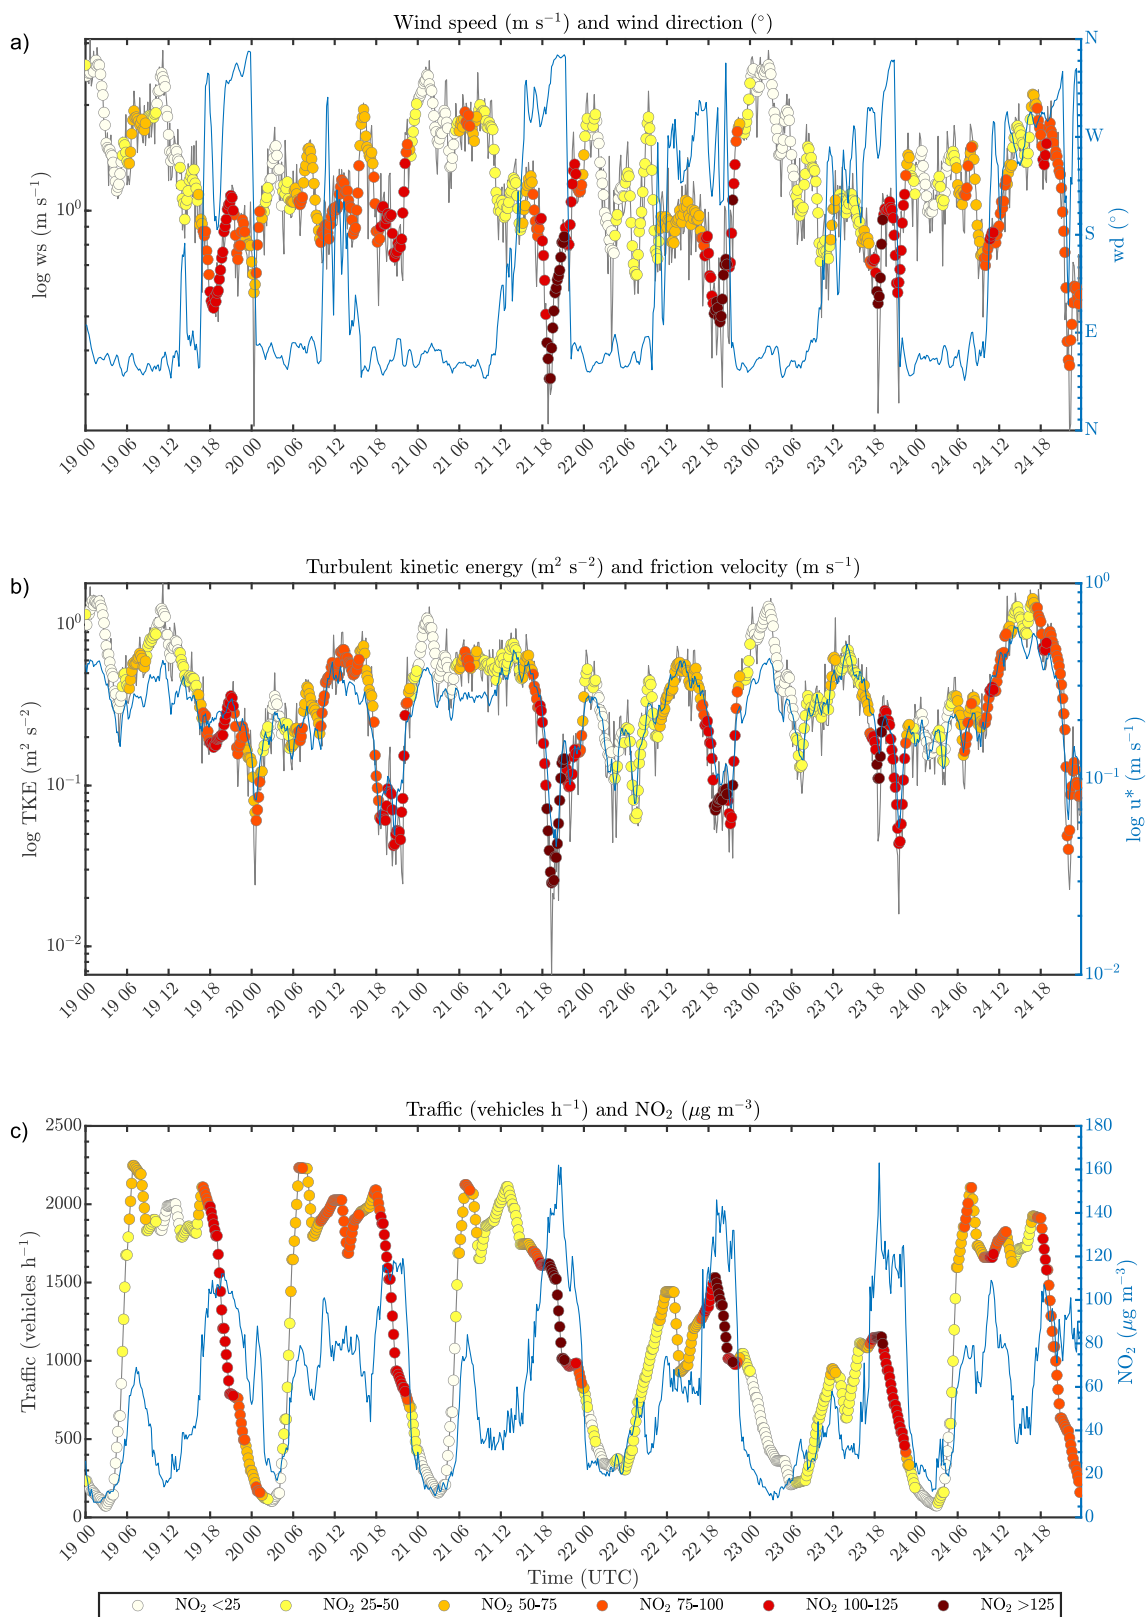 a)
Wind speed (m s⁻¹) and wind direction (°)
log ws (m s⁻¹)
10⁰
N
W
S
E
N
wd (°)
19 00 19 06 19 12 19 18 20 00 20 06 20 12 20 18 21 00 21 06 21 12 21 18 22 00 22 06 22 12 22 18 23 00 23 06 23 12 23 18 24 00 24 06 24 12 24 18
b)
Turbulent kinetic energy (m² s⁻²) and friction velocity (m s⁻¹)
log TKE (m² s⁻²)
10⁰
10⁻¹
10⁻²
10⁰
10⁻¹
10⁻²
log u* (m s⁻¹)
19 00 19 06 19 12 19 18 20 00 20 06 20 12 20 18 21 00 21 06 21 12 21 18 22 00 22 06 22 12 22 18 23 00 23 06 23 12 23 18 24 00 24 06 24 12 24 18
c)
Traffic (vehicles h⁻¹) and NO₂ (μg m⁻³)
Traffic (vehicles h⁻¹)
2500
2000
1500
1000
500
0
180
160
140
120
100
80
60
40
20
0
NO₂ (μg m⁻³)
19 00 19 06 19 12 19 18 20 00 20 06 20 12 20 18 21 00 21 06 21 12 21 18 22 00 22 06 22 12 22 18 23 00 23 06 23 12 23 18 24 00 24 06 24 12 24 18
Time (UTC)
NO₂ <25 NO₂ 25-50 NO₂ 50-75 NO₂ 75-100 NO₂ 100-125 NO₂ >125